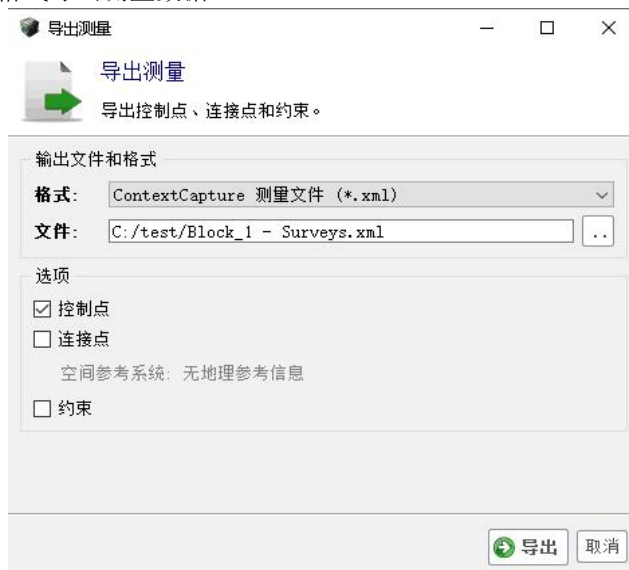 导出测量
导出测量
导出控制点、连接点和约束。
输出文件和格式
格式: ContextCapture 测量文件 (*.xml)
文件: C:/test/Block_1 - Surveys.xml ..
选项
控制点
连接点
空间参考系统: 无地理参考信息
约束
导出 取消